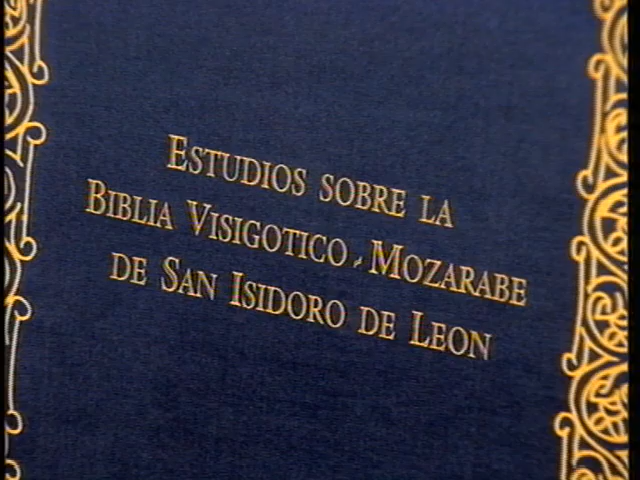 ESTUDIOS SOBRE LA
BIBLIA VISIGOTICO-MOZARABE
DE SAN ISIDORO DE LEON